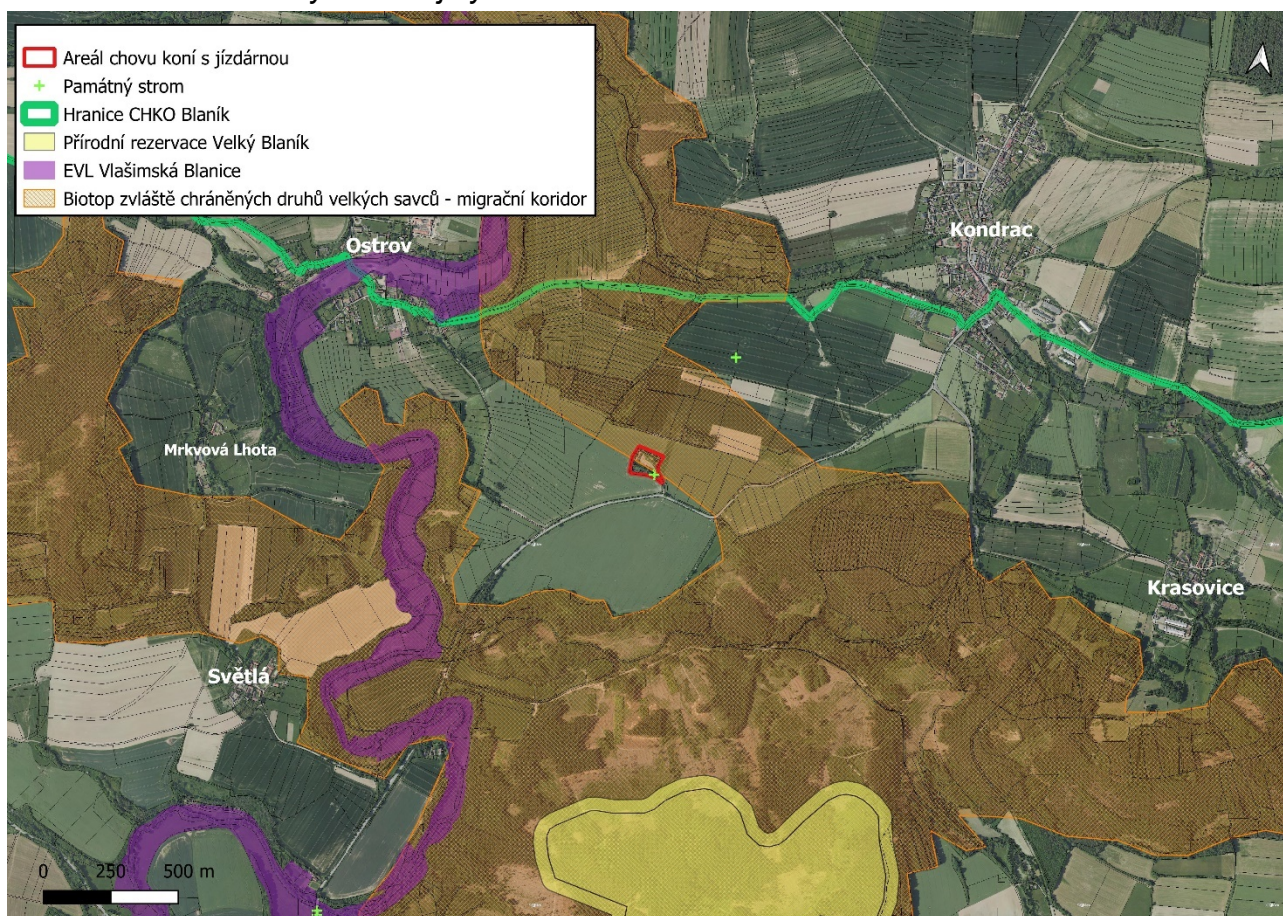 Areál chovu koní s jízdárnou
Památný strom
Hranice CHKO Blaník
Přírodní rezervace Velký Blaník
EVL Vlašimská Blanice
Biotop zvláště chráněných druhů velkých savců - migrační koridor
Ostrov
Kondrac
Mrkvová Lhota
Krasovice
Světlá
0 250 500 m